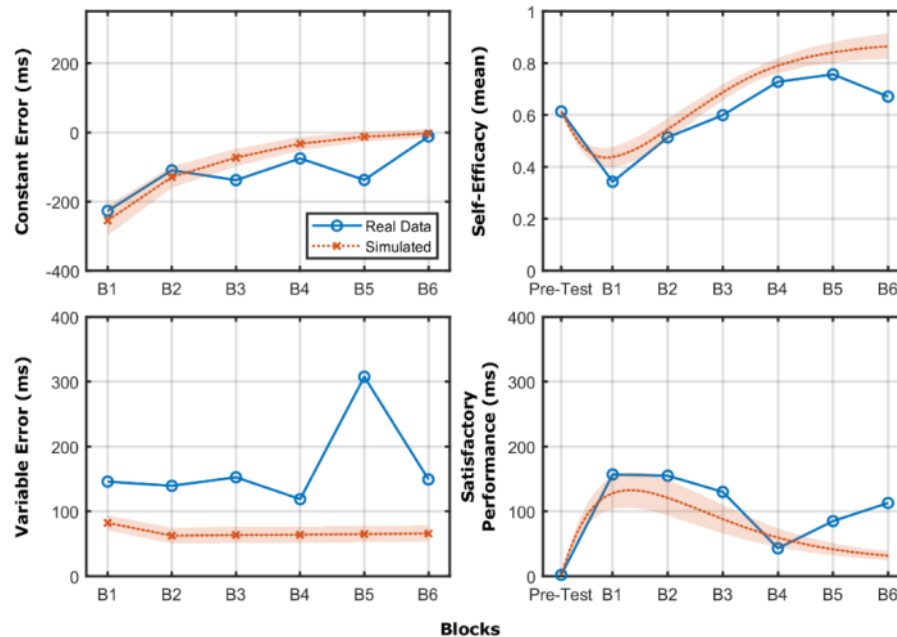 Constant Error (ms)
200
0
-200
-400
B1 B2 B3 B4 B5 B6
Real Data
Simulated
Self-Efficacy (mean)
1
0.8
0.6
0.4
0.2
0
Pre-Test B1 B2 B3 B4 B5 B6
Variable Error (ms)
400
300
200
100
0
B1 B2 B3 B4 B5 B6
Satisfactory
Performance (ms)
400
300
200
100
0
Pre-Test B1 B2 B3 B4 B5 B6
Blocks